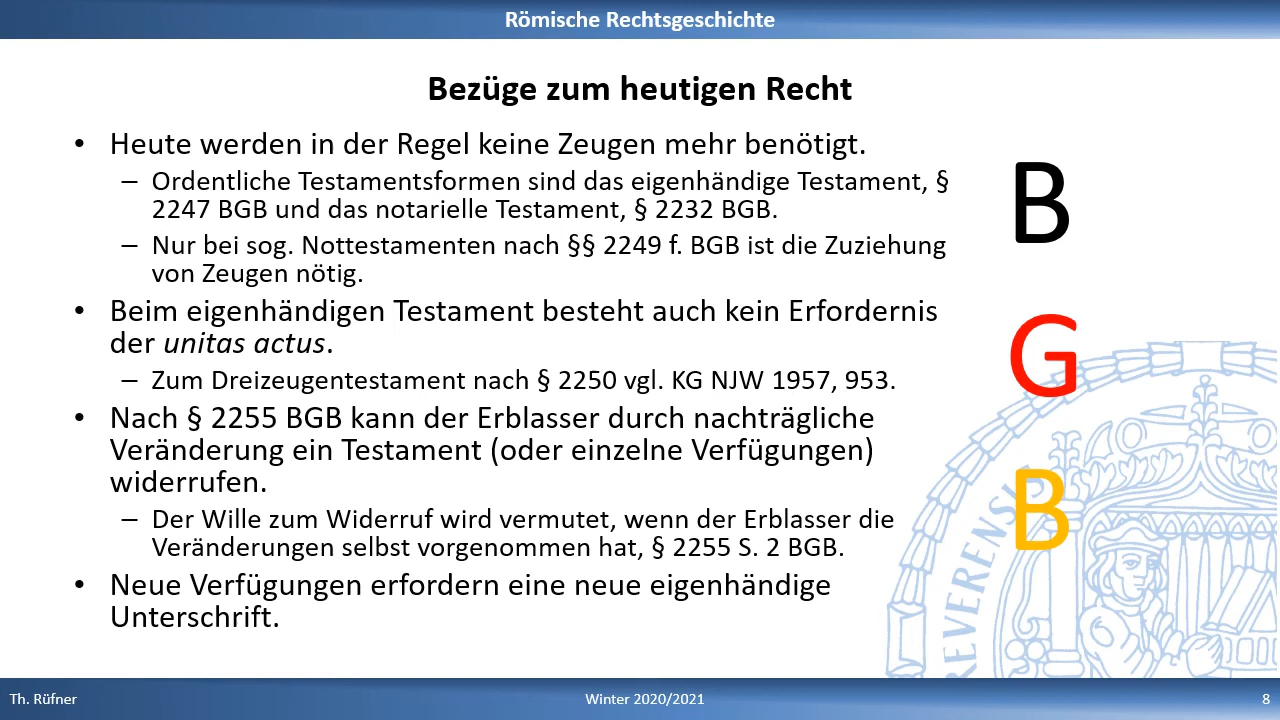 Römische Rechtsgeschichte
Bezüge zum heutigen Recht
• Heute werden in der Regel keine Zeugen mehr benötigt.
– Ordentliche Testamentsformen sind das eigenhändige Testament, §
2247 BGB und das notarielle Testament, § 2232 BGB.
– Nur bei sog. Nottestamenten nach §§ 2249 f. BGB ist die Zuziehung
von Zeugen nötig.
• Beim eigenhändigen Testament besteht auch kein Erfordernis
der unitas actus.
– Zum Dreizeugentestament nach § 2250 vgl. KG NJW 1957, 953.
• Nach § 2255 BGB kann der Erblasser durch nachträgliche
Veränderung ein Testament (oder einzelne Verfügungen)
widerrufen.
– Der Wille zum Widerruf wird vermutet, wenn der Erblasser die
Veränderungen selbst vorgenommen hat, § 2255 S. 2 BGB.
• Neue Verfügungen erfordern eine neue eigenhändige
Unterschrift.
B
G
B
REVERENS
Th. Rüfner
Winter 2020/2021
8